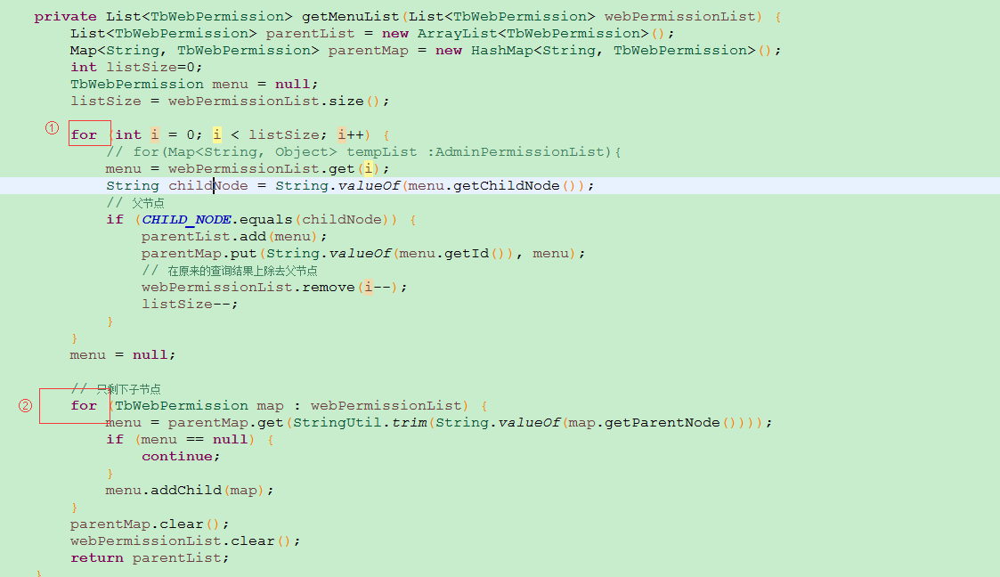 private List<TbWebPermission> getMenuList(List<TbWebPermission> webPermissionList) {
List<TbWebPermission> parentList = new ArrayList<TbWebPermission>();
Map<String, TbWebPermission> parentMap = new HashMap<String, TbWebPermission>();
int listSize=0;
TbWebPermission menu = null;
listSize = webPermissionList.size();
① for (int i = 0; i < listSize; i++) {
// for(Map<String, Object> tempList :AdminPermissionList){
menu = webPermissionList.get(i);
String childNode = String.valueOf(menu.getChildNode());
// 父节点
if (CHILD_NODE.equals(childNode)) {
parentList.add(menu);
parentMap.put(String.valueOf(menu.getId()), menu);
// 在原来的查询结果上除去父节点
webPermissionList.remove(i--);
listSize--;
}
}
menu = null;
// 只剩下子节点
② for (TbWebPermission map : webPermissionList) {
menu = parentMap.get(StringUtil.trim(String.valueOf(map.getParentNode())));
if (menu == null) {
continue;
}
menu.addChild(map);
}
parentMap.clear();
webPermissionList.clear();
return parentList;
}